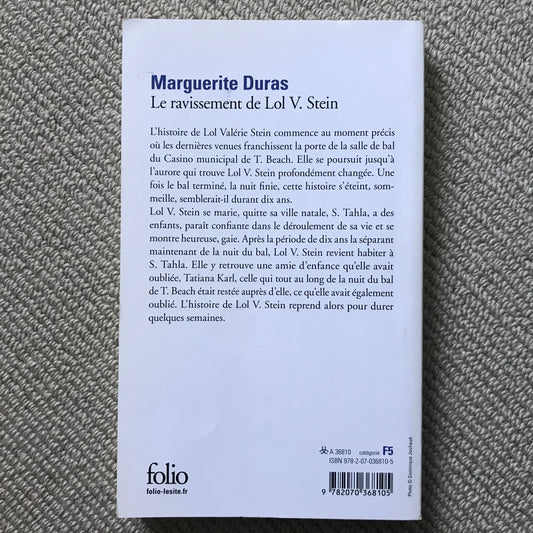 Marguerite Duras
Le ravissement de Lol V. Stein
L'histoire de Lol Valérie Stein commence au moment précis
où les dernières venues franchissent la porte de la salle de bal
du Casino municipal de T. Beach. Elle se poursuit jusqu'à
l'aurore qui trouve Lol V. Stein profondément changée. Une
fois le bal terminé, la nuit finie, cette histoire s'éteint, som-
meille, semblerait-il durant dix ans.
Lol V. Stein se marie, quitte sa ville natale, S. Tahla, a des
enfants, paraît confiante dans le déroulement de sa vie et se
montre heureuse, gaie. Après la période de dix ans la séparant
maintenant de la nuit du bal, Lol V. Stein revient habiter à
S. Tahla. Elle y retrouve une amie d'enfance qu'elle avait
oubliée, Tatiana Karl, celle qui tout au long de la nuit du bal
de T. Beach était restée auprès d'elle, ce qu'elle avait également
oublié. L'histoire de Lol V. Stein reprend alors pour durer
quelques semaines.
folio
folio-lesite.fr
A 36810 catégorie F5
ISBN 978-2-07-036810-5
9 782070 368105
Photo © Dominique Jochaud.